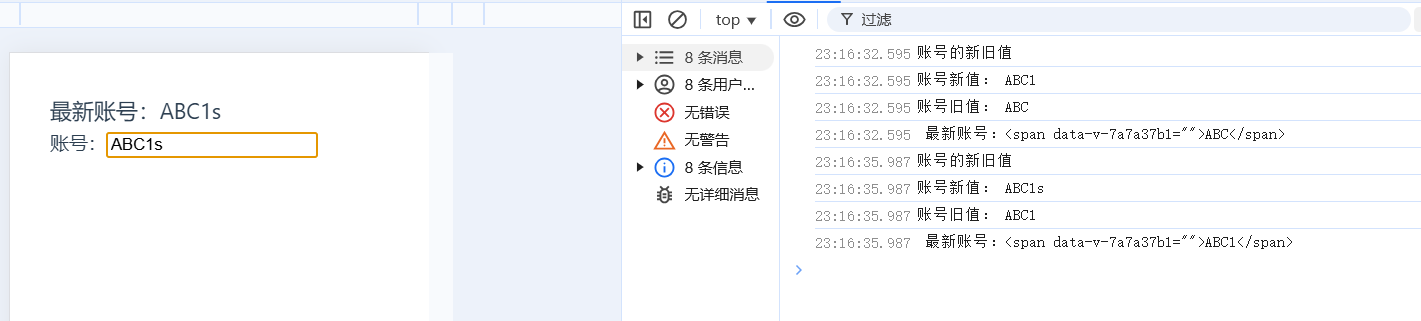 最新账号：ABC1s
账号：ABC1s
top
过滤
8 条消息
8 条用户...
无错误
无警告
8 条信息
无详细消息
23:16:32.595 账号的新旧值
23:16:32.595 账号新值： ABC1
23:16:32.595 账号旧值： ABC
23:16:32.595 最新账号：<span data-v-7a7a37b1="">ABC</span>
23:16:35.987 账号的新旧值
23:16:35.987 账号新值： ABC1s
23:16:35.987 账号旧值： ABC1
23:16:35.987 最新账号：<span data-v-7a7a37b1="">ABC1</span>